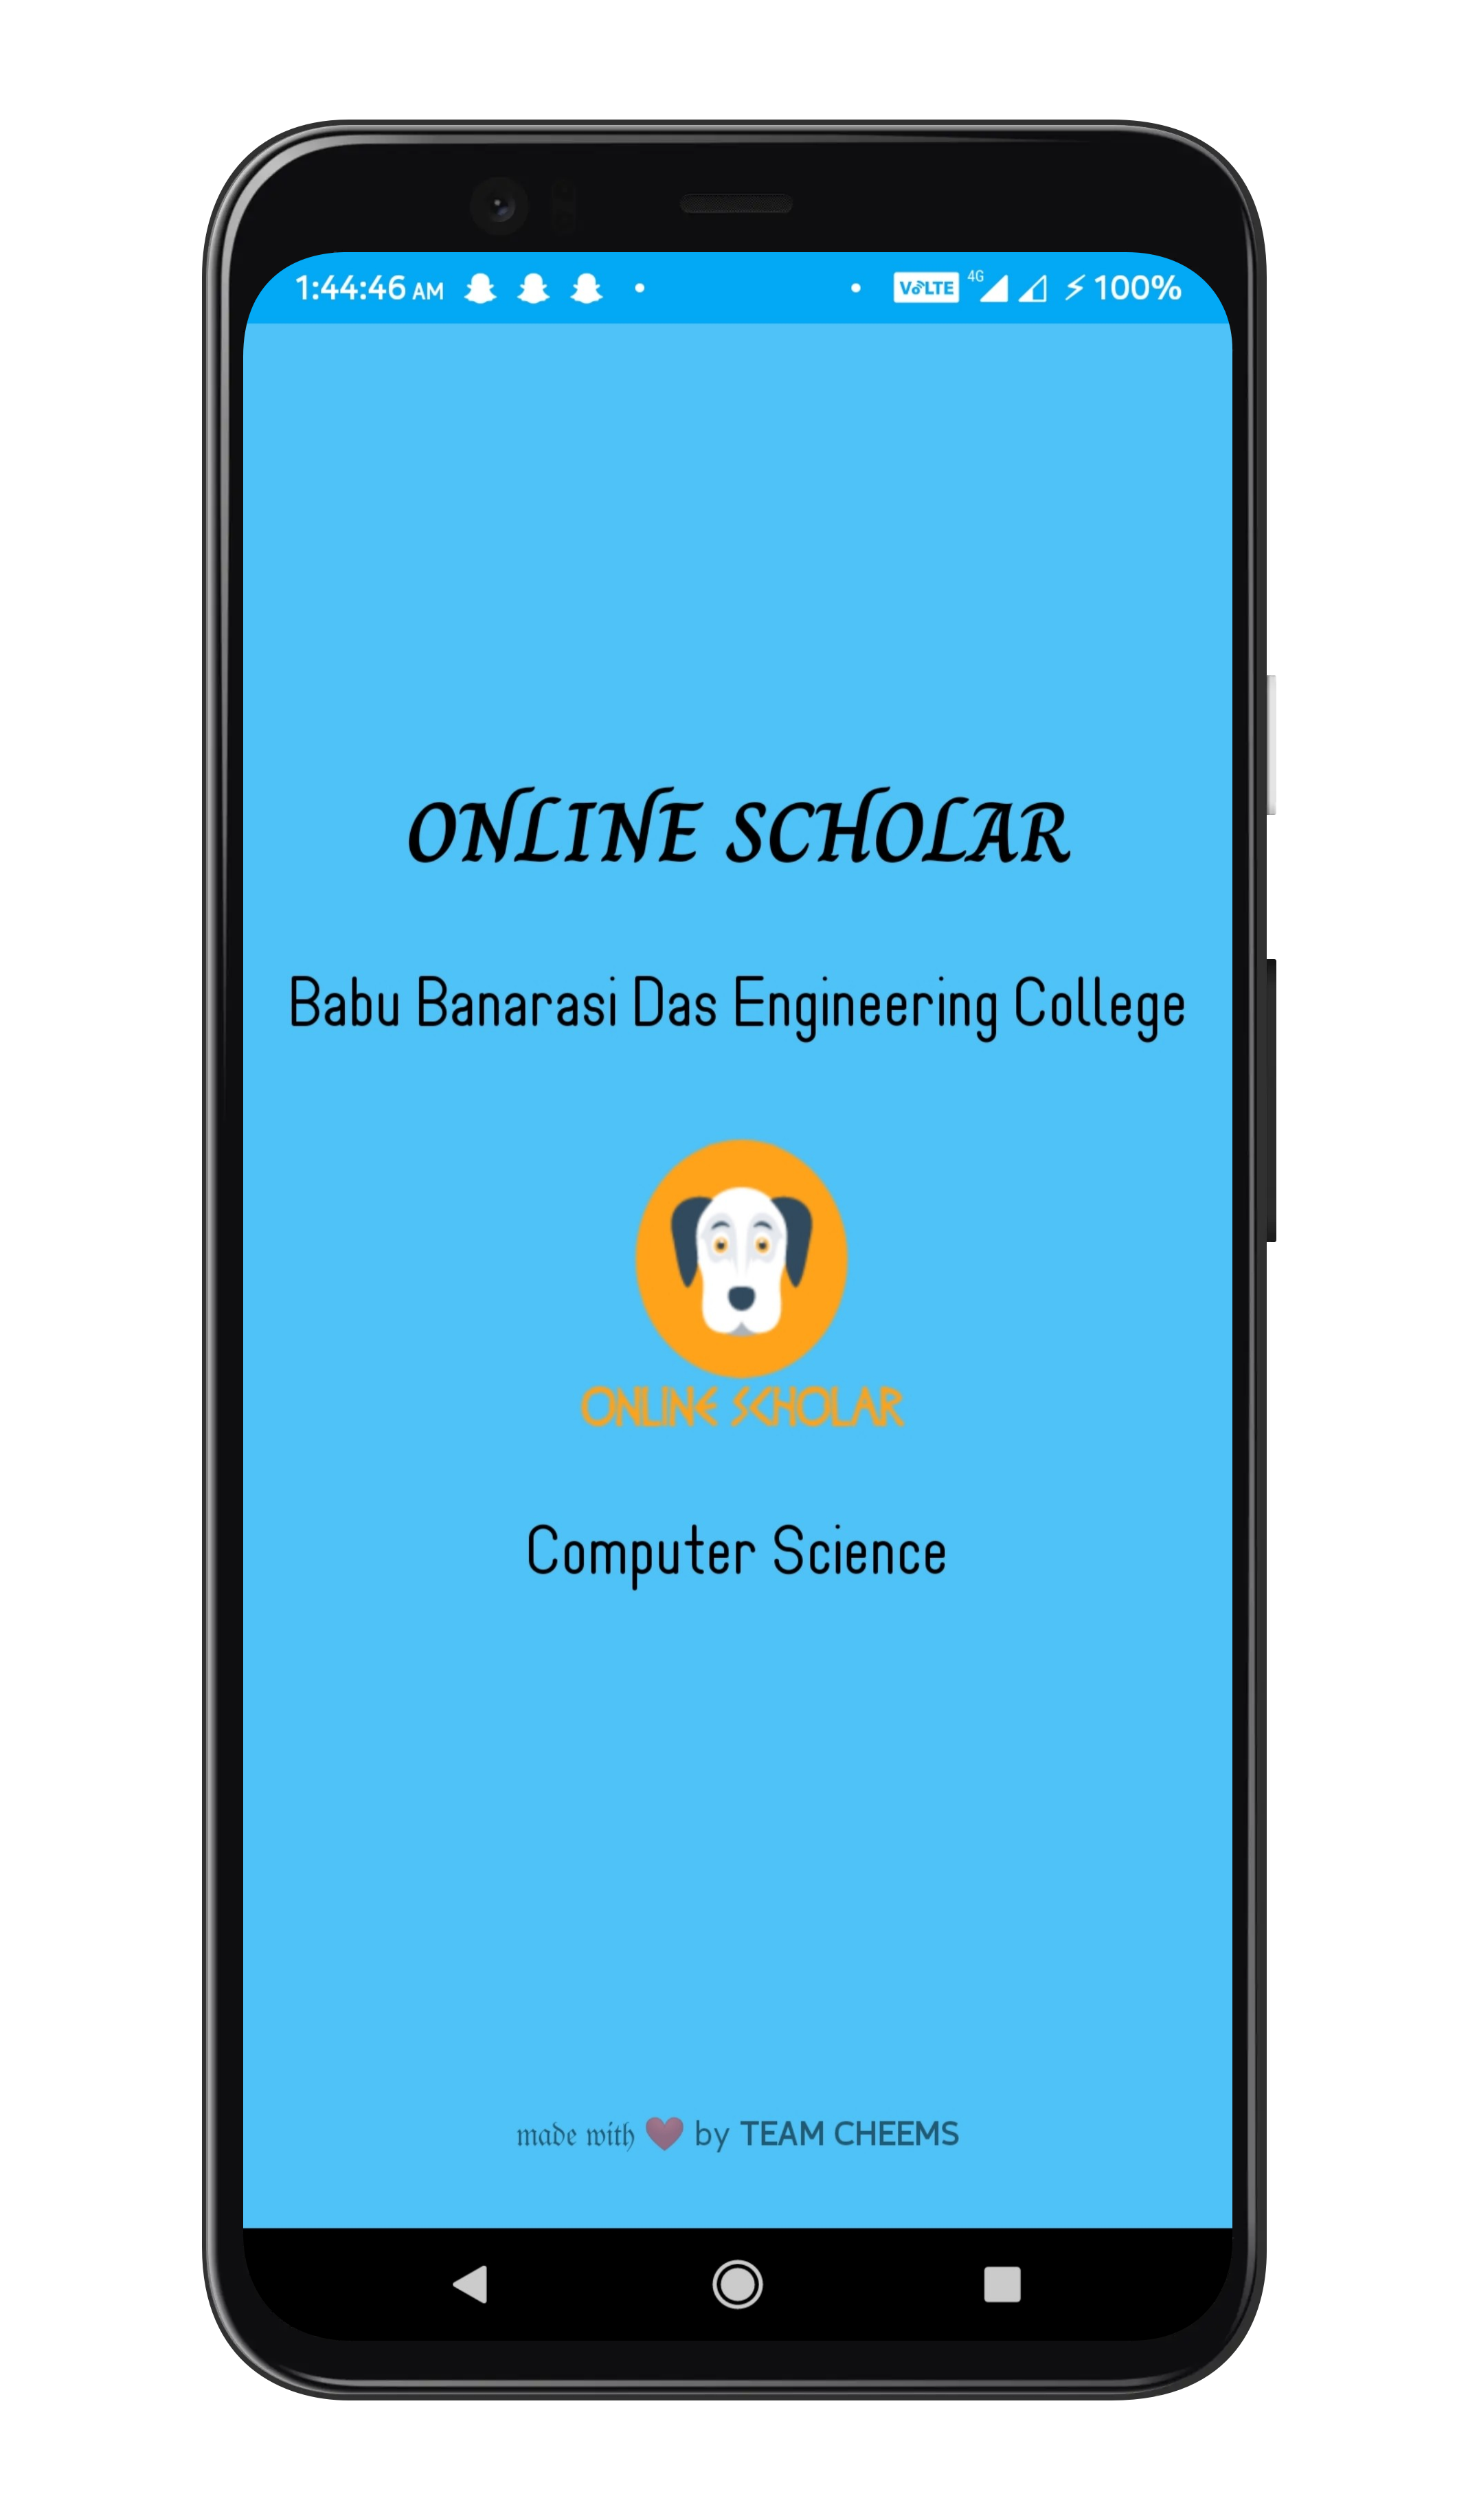 1:44:46 AM VoLTE 4G 100%
ONLINE SCHOLAR
Babu Banarasi Das Engineering College
ONLINE SCHOLAR
Computer Science
made with ❤ by TEAM CHEEMS